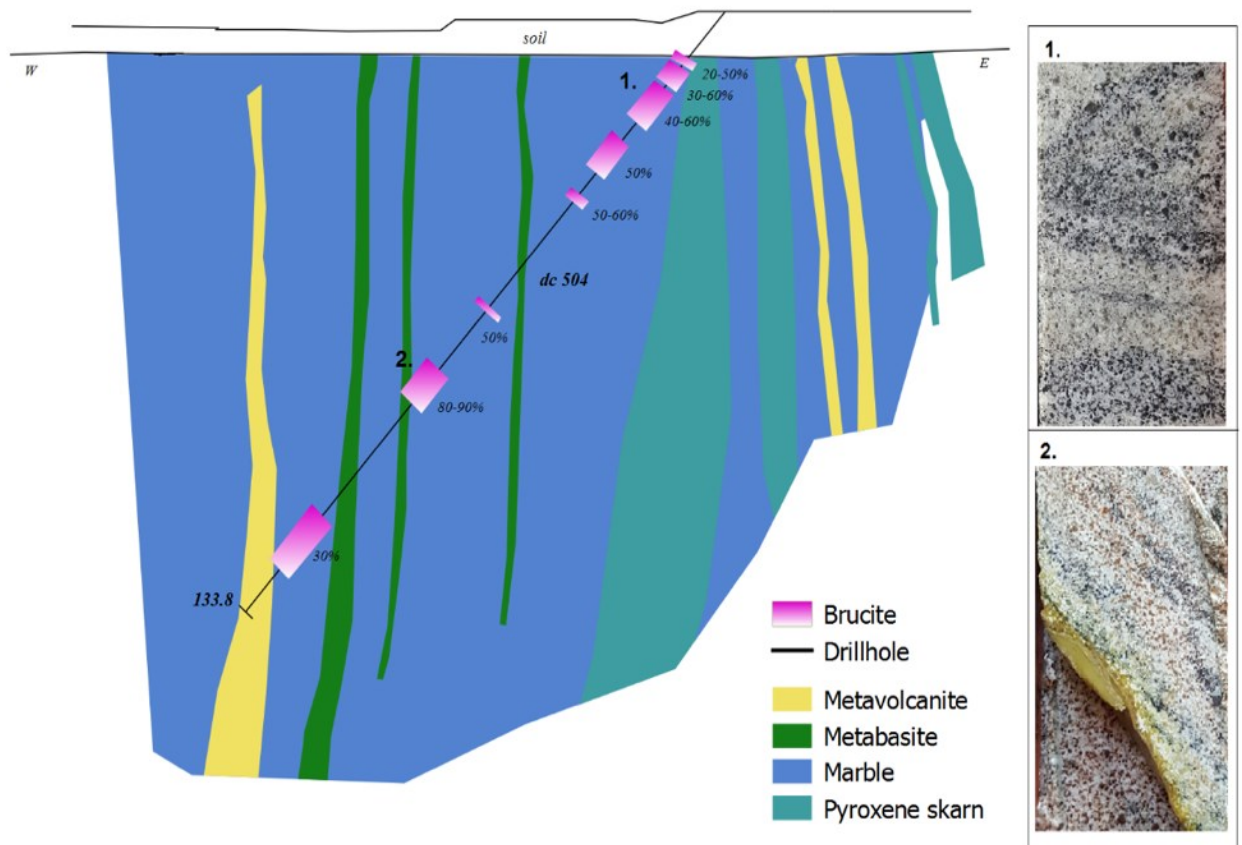 soil
W
E
1.
20-50%
30-60%
40-60%
50%
50-60%
dc 504
50%
2.
80-90%
30%
133.8
Brucite
Drillhole
Metavolcanite
Metabasite
Marble
Pyroxene skarn
1.
2.